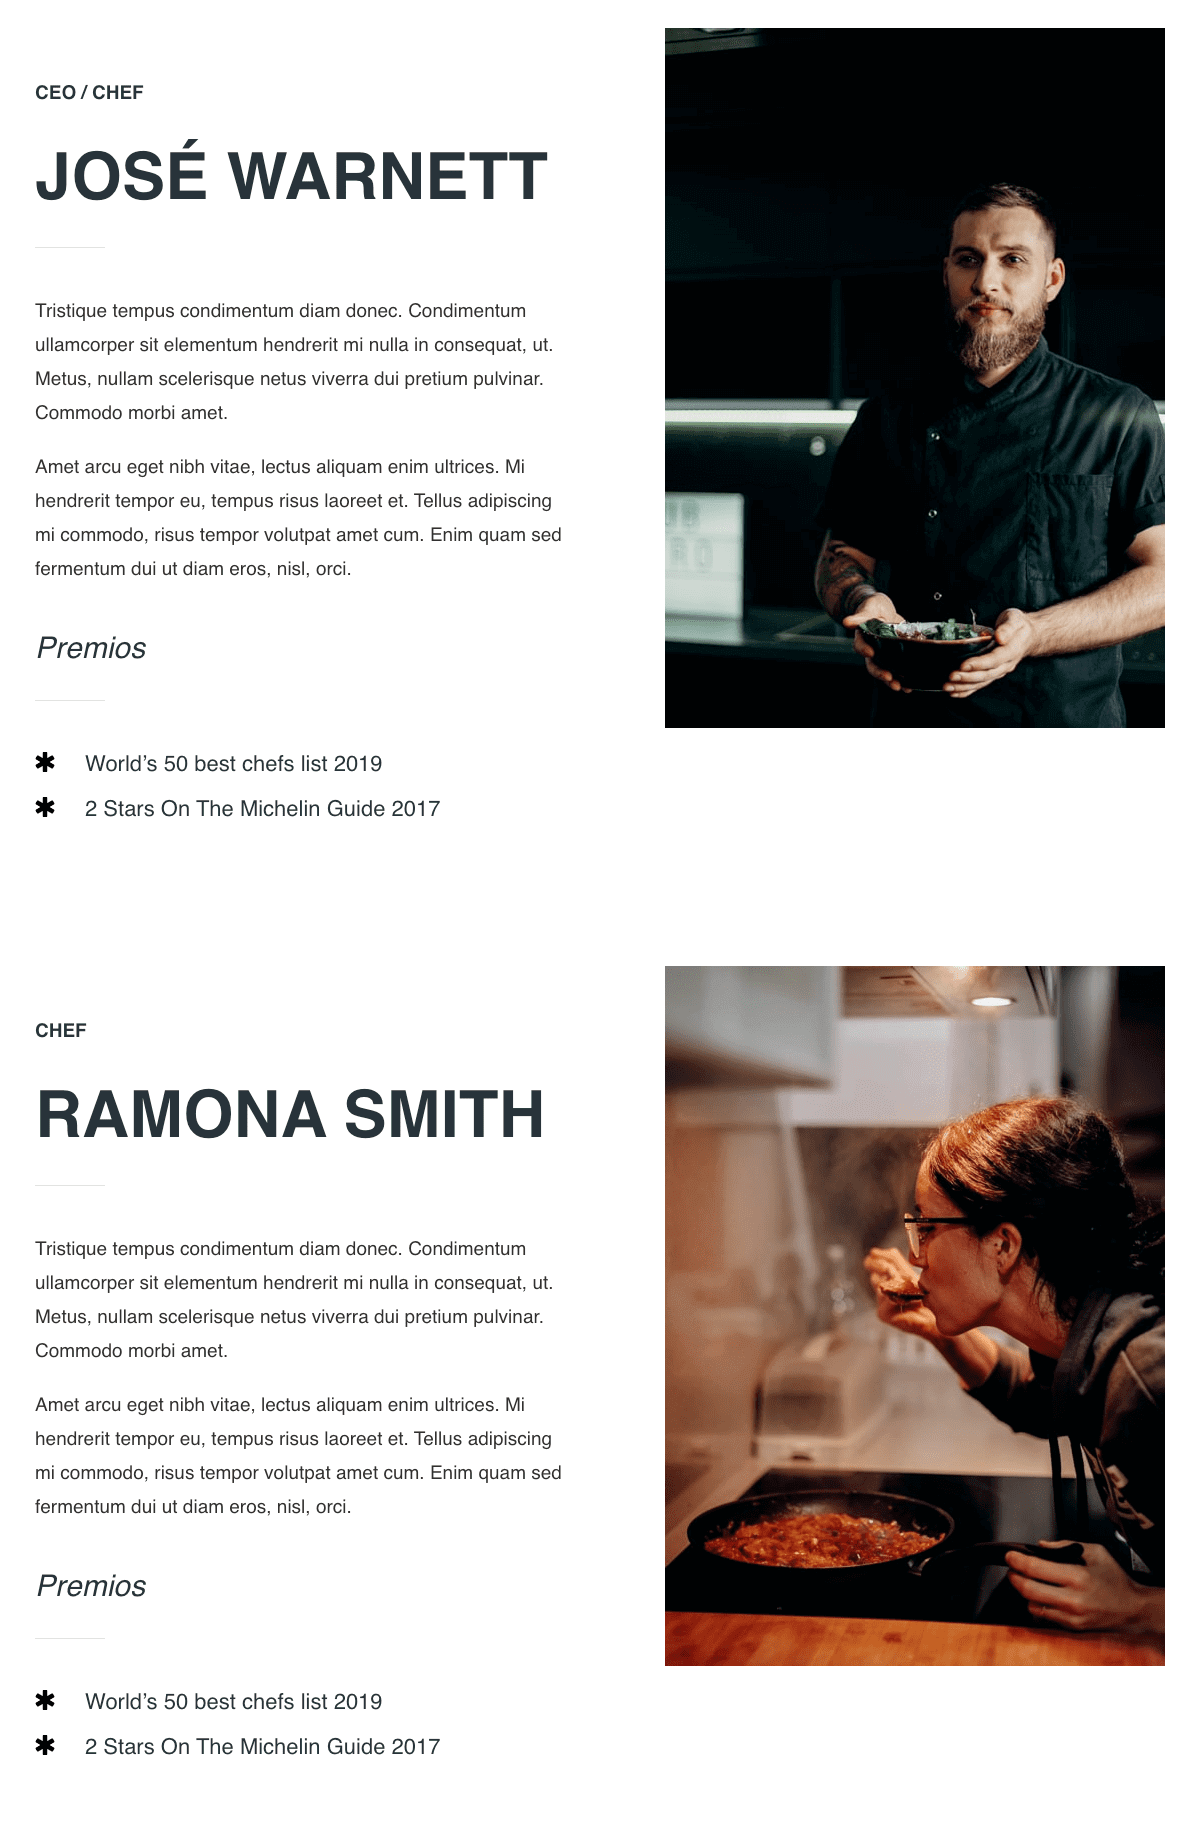 CEO / CHEF
JOSÉ WARNETT
Tristique tempus condimentum diam donec. Condimentum
ullamcorper sit elementum hendrerit mi nulla in consequat, ut.
Metus, nullam scelerisque netus viverra dui pretium pulvinar.
Commodo morbi amet.
Amet arcu eget nibh vitae, lectus aliquam enim ultrices. Mi
hendrerit tempor eu, tempus risus laoreet et. Tellus adipiscing
mi commodo, risus tempor volutpat amet cum. Enim quam sed
fermentum dui ut diam eros, nisl, orci.
Premios
✱ World’s 50 best chefs list 2019
✱ 2 Stars On The Michelin Guide 2017
CHEF
RAMONA SMITH
Tristique tempus condimentum diam donec. Condimentum
ullamcorper sit elementum hendrerit mi nulla in consequat, ut.
Metus, nullam scelerisque netus viverra dui pretium pulvinar.
Commodo morbi amet.
Amet arcu eget nibh vitae, lectus aliquam enim ultrices. Mi
hendrerit tempor eu, tempus risus laoreet et. Tellus adipiscing
mi commodo, risus tempor volutpat amet cum. Enim quam sed
fermentum dui ut diam eros, nisl, orci.
Premios
✱ World’s 50 best chefs list 2019
✱ 2 Stars On The Michelin Guide 2017